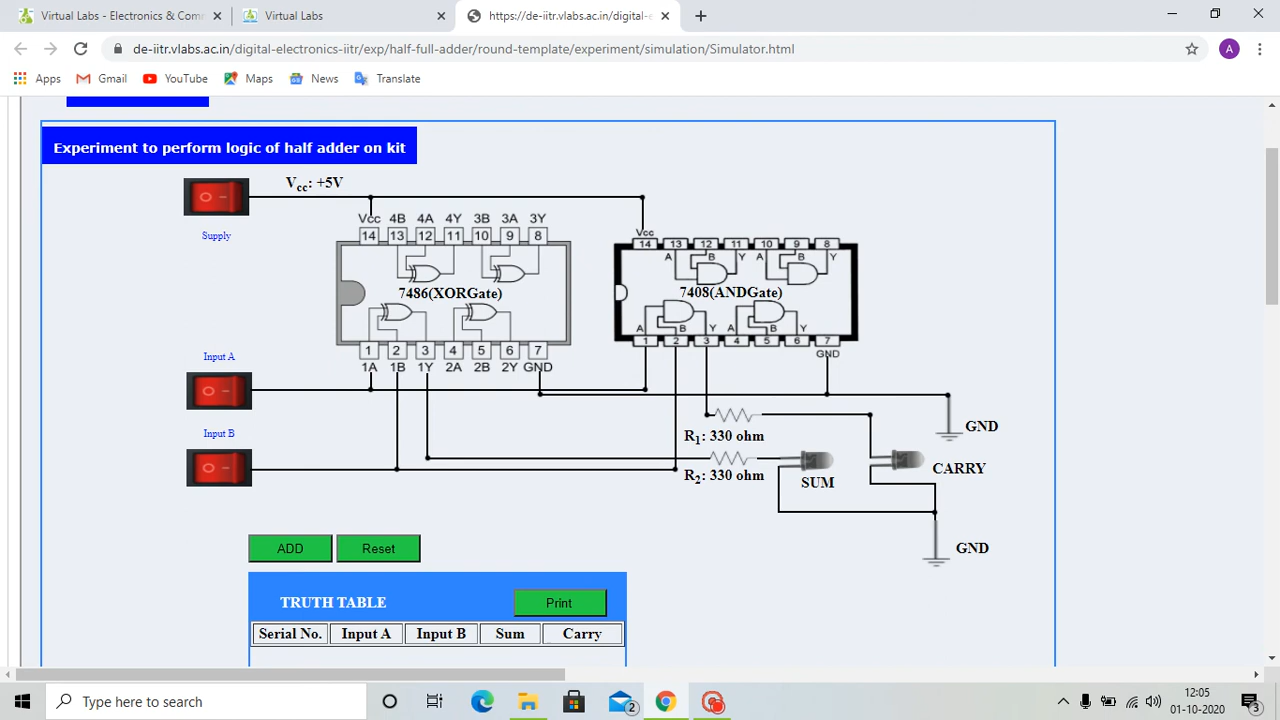 Virtual Labs - Electronics & Comm
Virtual Labs
https://de-iitr.vlabs.ac.in/digital-e
de-iitr.vlabs.ac.in/digital-electronics-iitr/exp/half-full-adder/round-template/experiment/simulation/Simulator.html
A
Apps
Gmail
YouTube
Maps
News
Translate
Experiment to perform logic of half adder on kit
Vcc: +5V
Supply
Vcc 4B 4A 4Y 3B 3A 3Y
14 13 12 11 10 9 8
7486(XORGate)
1 2 3 4 5 6 7
1A 1B 1Y 2A 2B 2Y GND
Vcc
14 13 12 11 10 9 8
A B Y A B Y
7408(ANDGate)
A B Y A B Y
1 2 3 4 5 6 7
GND
Input A
Input B
R1: 330 ohm
R2: 330 ohm
SUM
CARRY
GND
GND
ADD
Reset
TRUTH TABLE
Print
Serial No. Input A Input B Sum Carry
Type here to search
2
12:05
01-10-2020
3